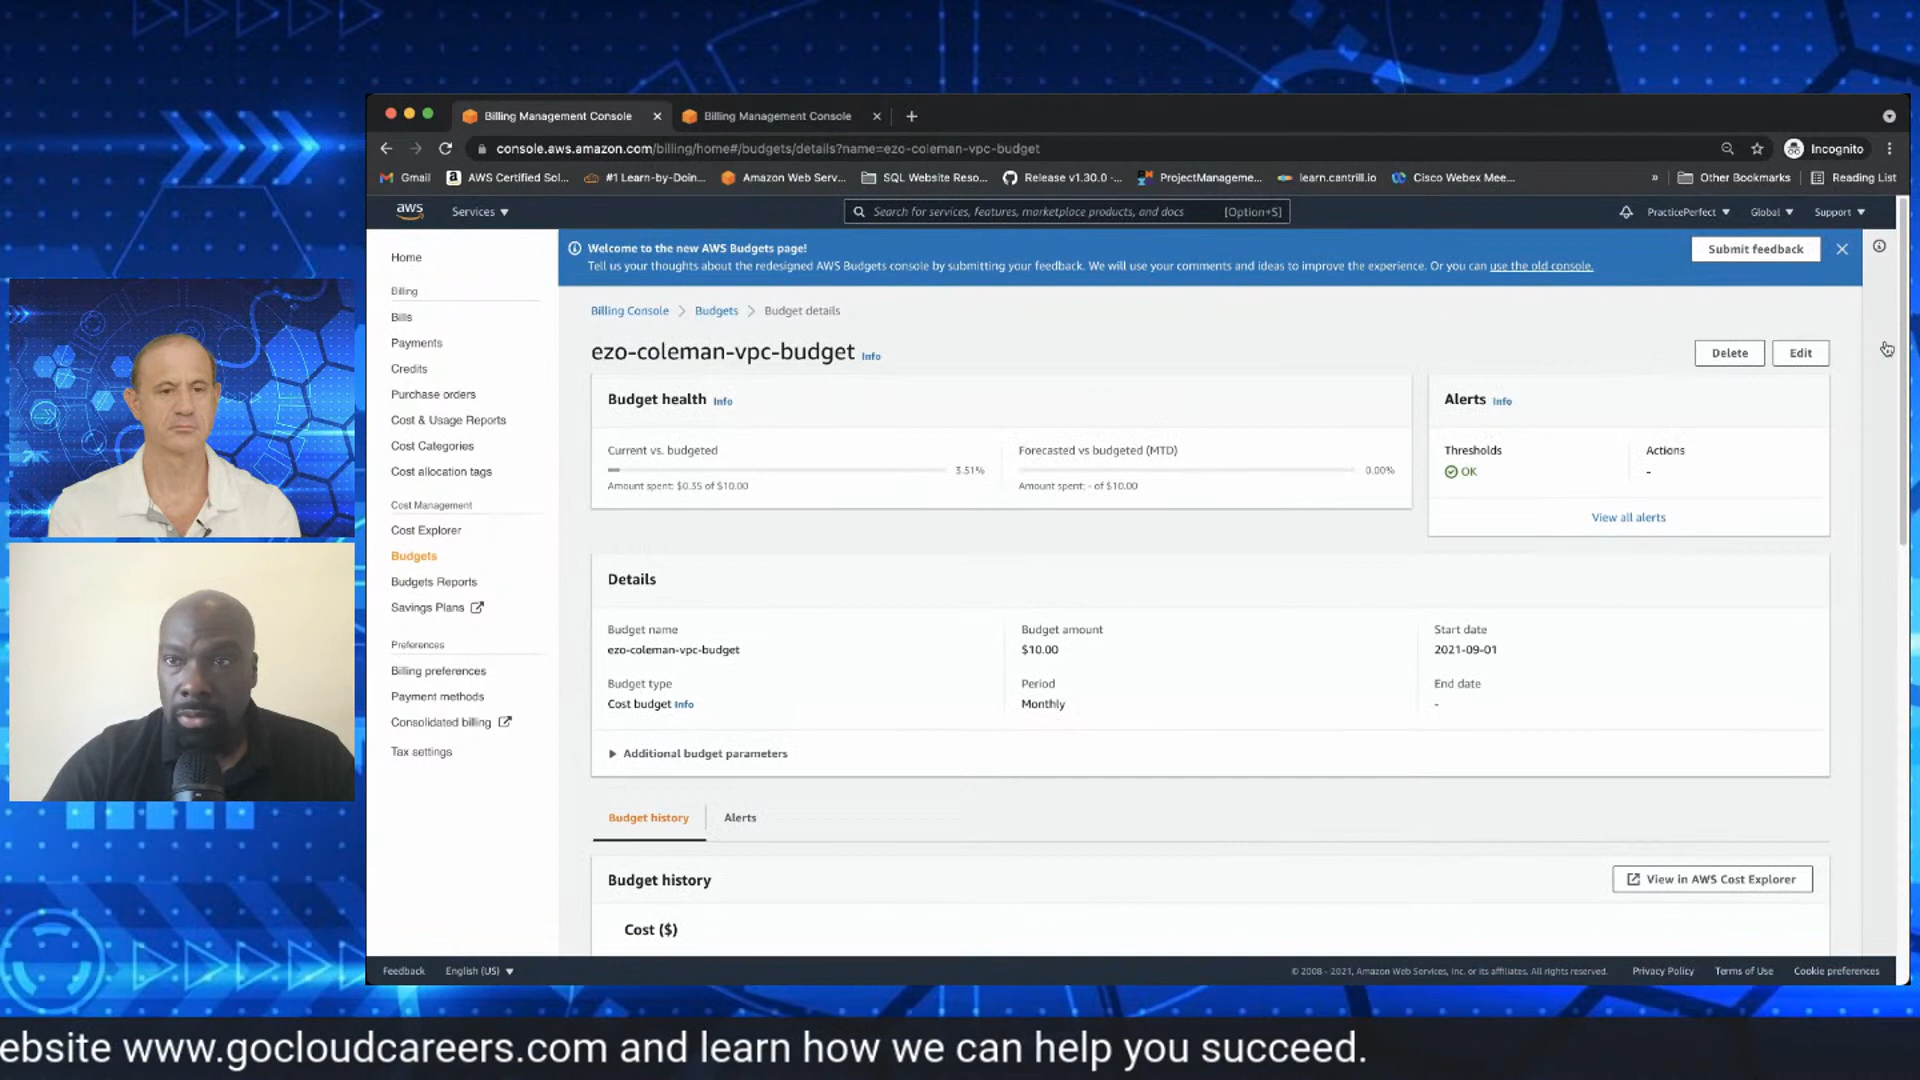 Billing Management Console
Billing Management Console
console.aws.amazon.com/billing/home#/budgets/details?name=ezo-coleman-vpc-budget
Incognito
Gmail
AWS Certified Sol...
#1 Learn-by-Doin...
Amazon Web Serv...
SQL Website Reso...
Release v1.30.0 -...
ProjectManageme...
learn.cantrill.io
Cisco Webex Mee...
»
Other Bookmarks
Reading List
aws
Services
Search for services, features, marketplace products, and docs
[Option+S]
PracticePerfect
Global
Support
Home
Billing
Bills
Payments
Credits
Purchase orders
Cost & Usage Reports
Cost Categories
Cost allocation tags
Cost Management
Cost Explorer
Budgets
Budgets Reports
Savings Plans
Preferences
Billing preferences
Payment methods
Consolidated billing
Tax settings
Welcome to the new AWS Budgets page!
Tell us your thoughts about the redesigned AWS Budgets console by submitting your feedback. We will use your comments and ideas to improve the experience. Or you can use the old console.
Submit feedback
Billing Console > Budgets > Budget details
ezo-coleman-vpc-budget Info
Delete
Edit
Budget health Info
Current vs. budgeted
3.51%
Amount spent: $0.35 of $10.00
Forecasted vs budgeted (MTD)
0.00%
Amount spent: - of $10.00
Alerts Info
Thresholds
OK
Actions
-
View all alerts
Details
Budget name
ezo-coleman-vpc-budget
Budget type
Cost budget Info
Budget amount
$10.00
Period
Monthly
Start date
2021-09-01
End date
-
Additional budget parameters
Budget history
Alerts
Budget history
View in AWS Cost Explorer
Cost ($)
Feedback
English (US)
© 2008 - 2021, Amazon Web Services, Inc. or its affiliates. All rights reserved.
Privacy Policy
Terms of Use
Cookie preferences
ebsite www.gocloudcareers.com and learn how we can help you succeed.